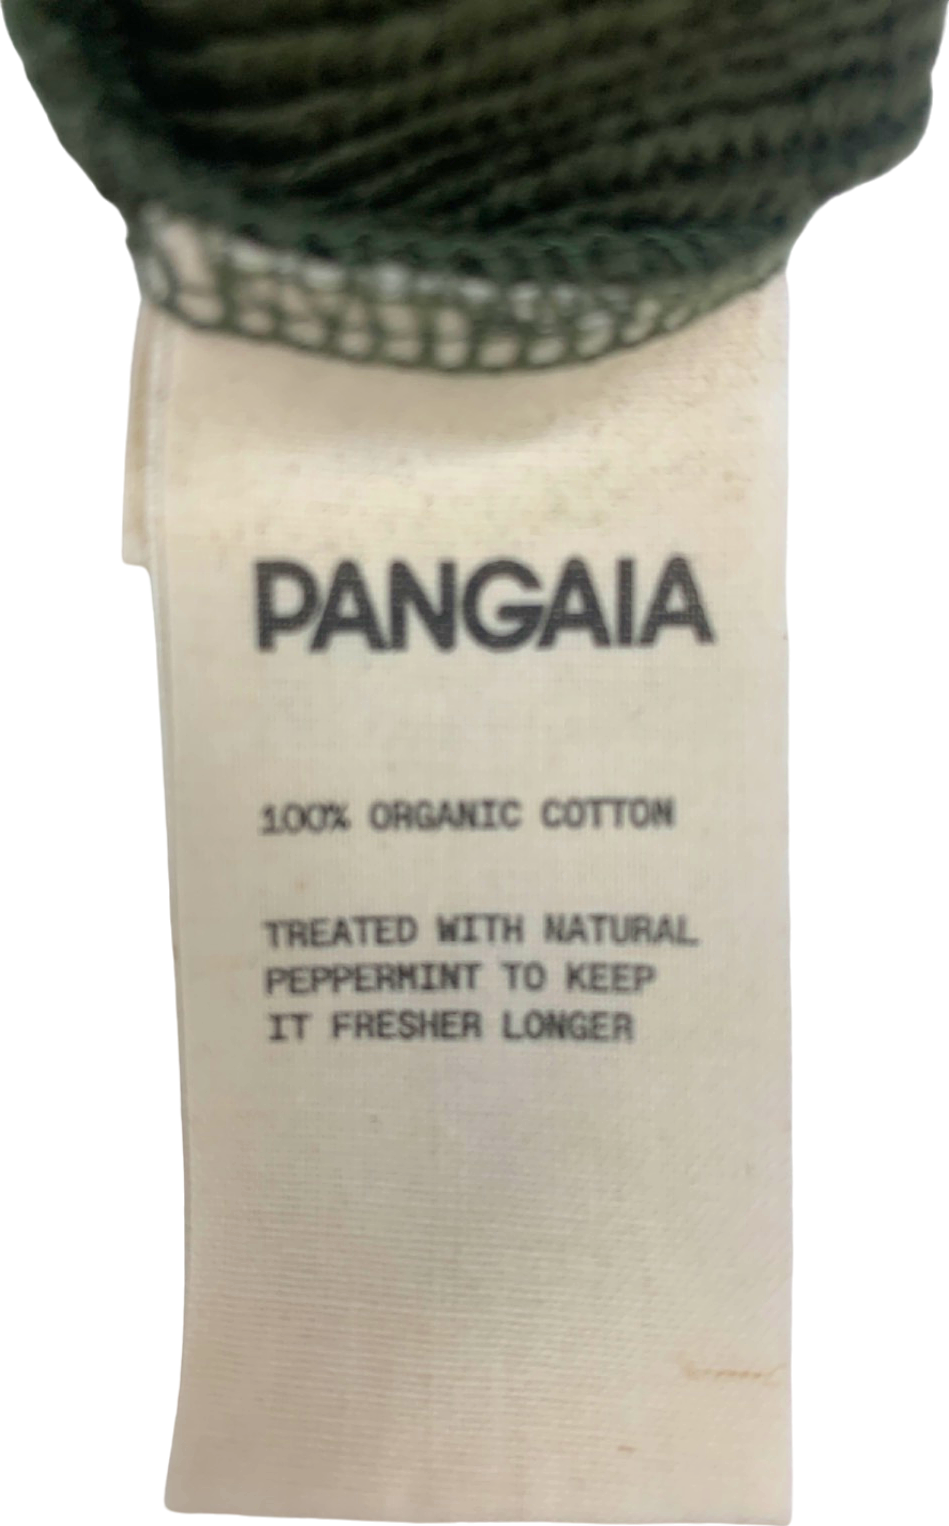 PANGAIA
100% ORGANIC COTTON
TREATED WITH NATURAL
PEPPERMINT TO KEEP
IT FRESHER LONGER